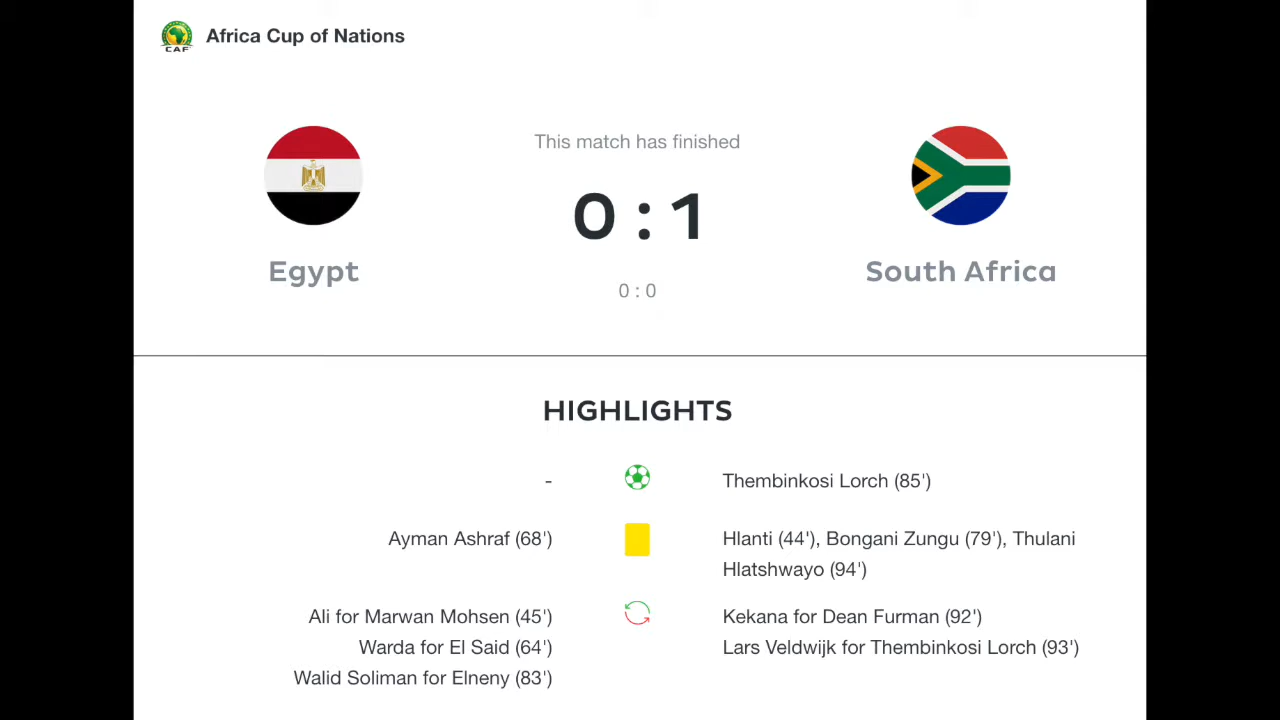 CAF
Africa Cup of Nations
This match has finished
0 : 1
Egypt
South Africa
0 : 0
HIGHLIGHTS
-
Thembinkosi Lorch (85')
Ayman Ashraf (68')
Hlanti (44'), Bongani Zungu (79'), Thulani
Hlatshwayo (94')
Ali for Marwan Mohsen (45')
Kekana for Dean Furman (92')
Warda for El Said (64')
Lars Veldwijk for Thembinkosi Lorch (93')
Walid Soliman for Elneny (83')